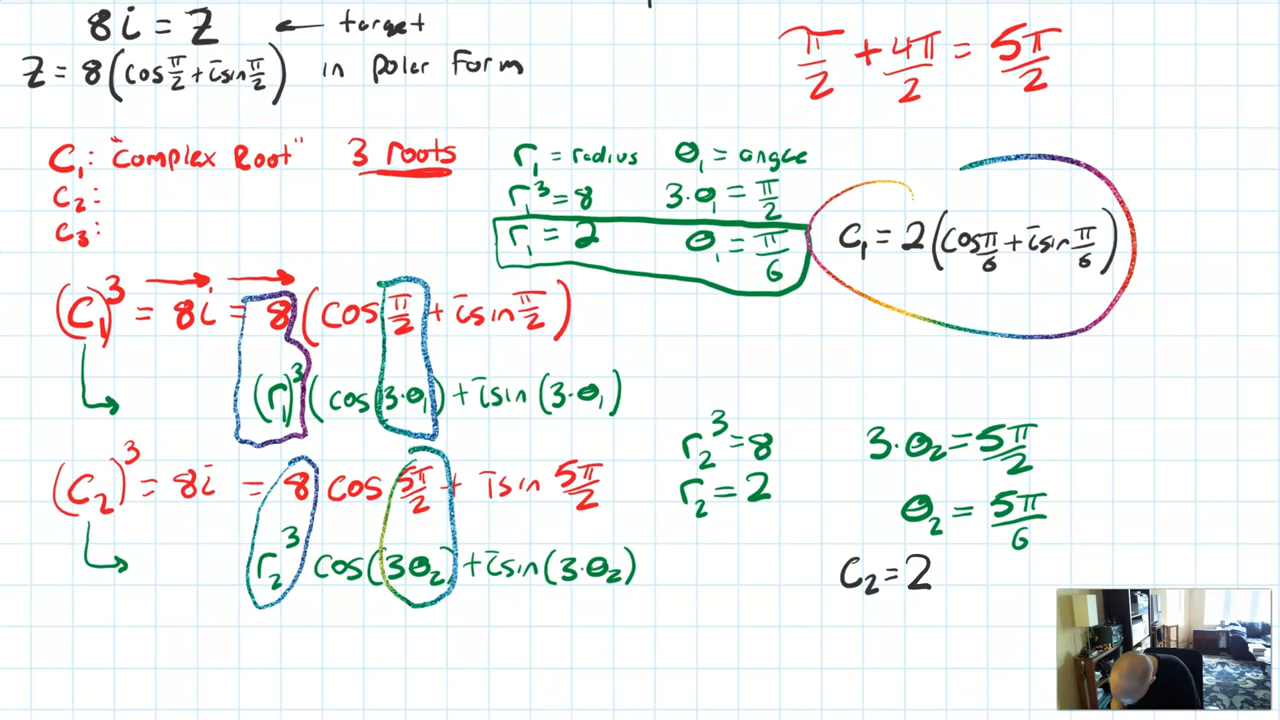 8i = z ← target
z = 8(cos π/2 + i sin π/2) in polar form
π/2 + 4π/2 = 5π/2
C₁: "Complex Root" 3 roots
C₂:
C₃:
r₁ = radius θ₁ = angle
r₁³ = 8 3·θ₁ = π/2
r₁ = 2 θ₁ = π/6
C₁ = 2(cos π/6 + i sin π/6)
(C₁)³ = 8i = 8(cos π/2 + i sin π/2)
(r₁)³(cos(3·θ₁) + i sin(3·θ₁)
(C₂)³ = 8i = 8 cos 5π/2 + i sin 5π/2
r₂³ cos(3θ₂) + i sin(3·θ₂)
r₂³ = 8 3·θ₂ = 5π/2
r₂ = 2 θ₂ = 5π/6
C₂ = 2